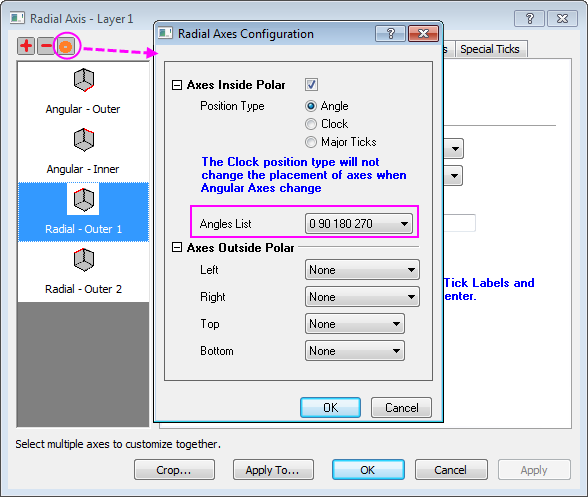 Radial Axis - Layer1
Radial Axes Configuration
Special Ticks
Angular - Outer
Angular - Inner
Radial - Outer 1
Radial - Outer 2
Axes Inside Polar
Position Type
Angle
Clock
Major Ticks
The Clock position type will not
change the placement of axes when
Angular Axes change
Angles List
0 90 180 270
Axes Outside Polar
Left
None
Right
None
Top
None
Bottom
None
Tick Labels and
enter.
OK
Cancel
Select multiple axes to customize together.
Crop...
Apply To...
OK
Cancel
Apply